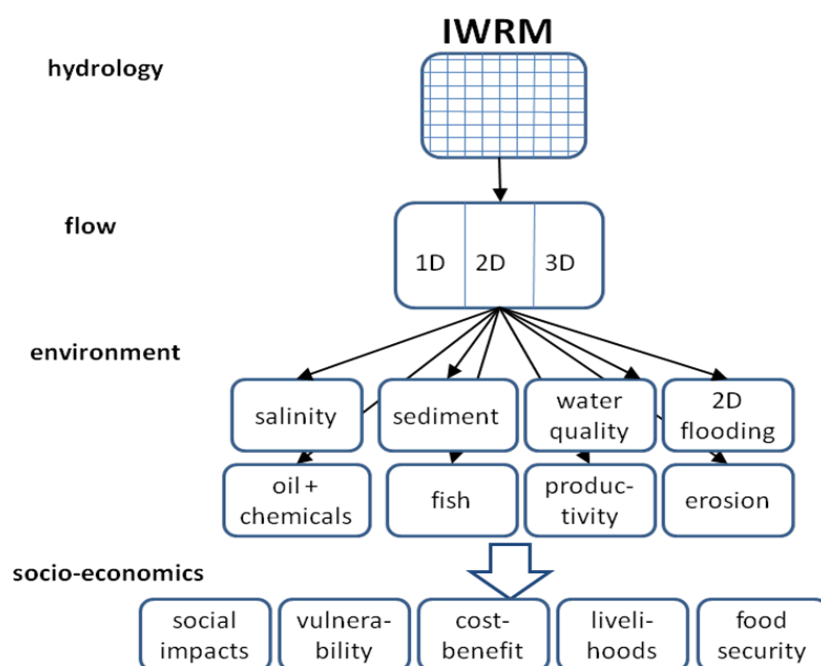 IWRM
hydrology
flow
1D 2D 3D
environment
salinity
sediment
water
quality
2D
flooding
oil +
chemicals
fish
produc-
tivity
erosion
socio-economics
social
impacts
vulnera-
bility
cost-
benefit
liveli-
hoods
food
security